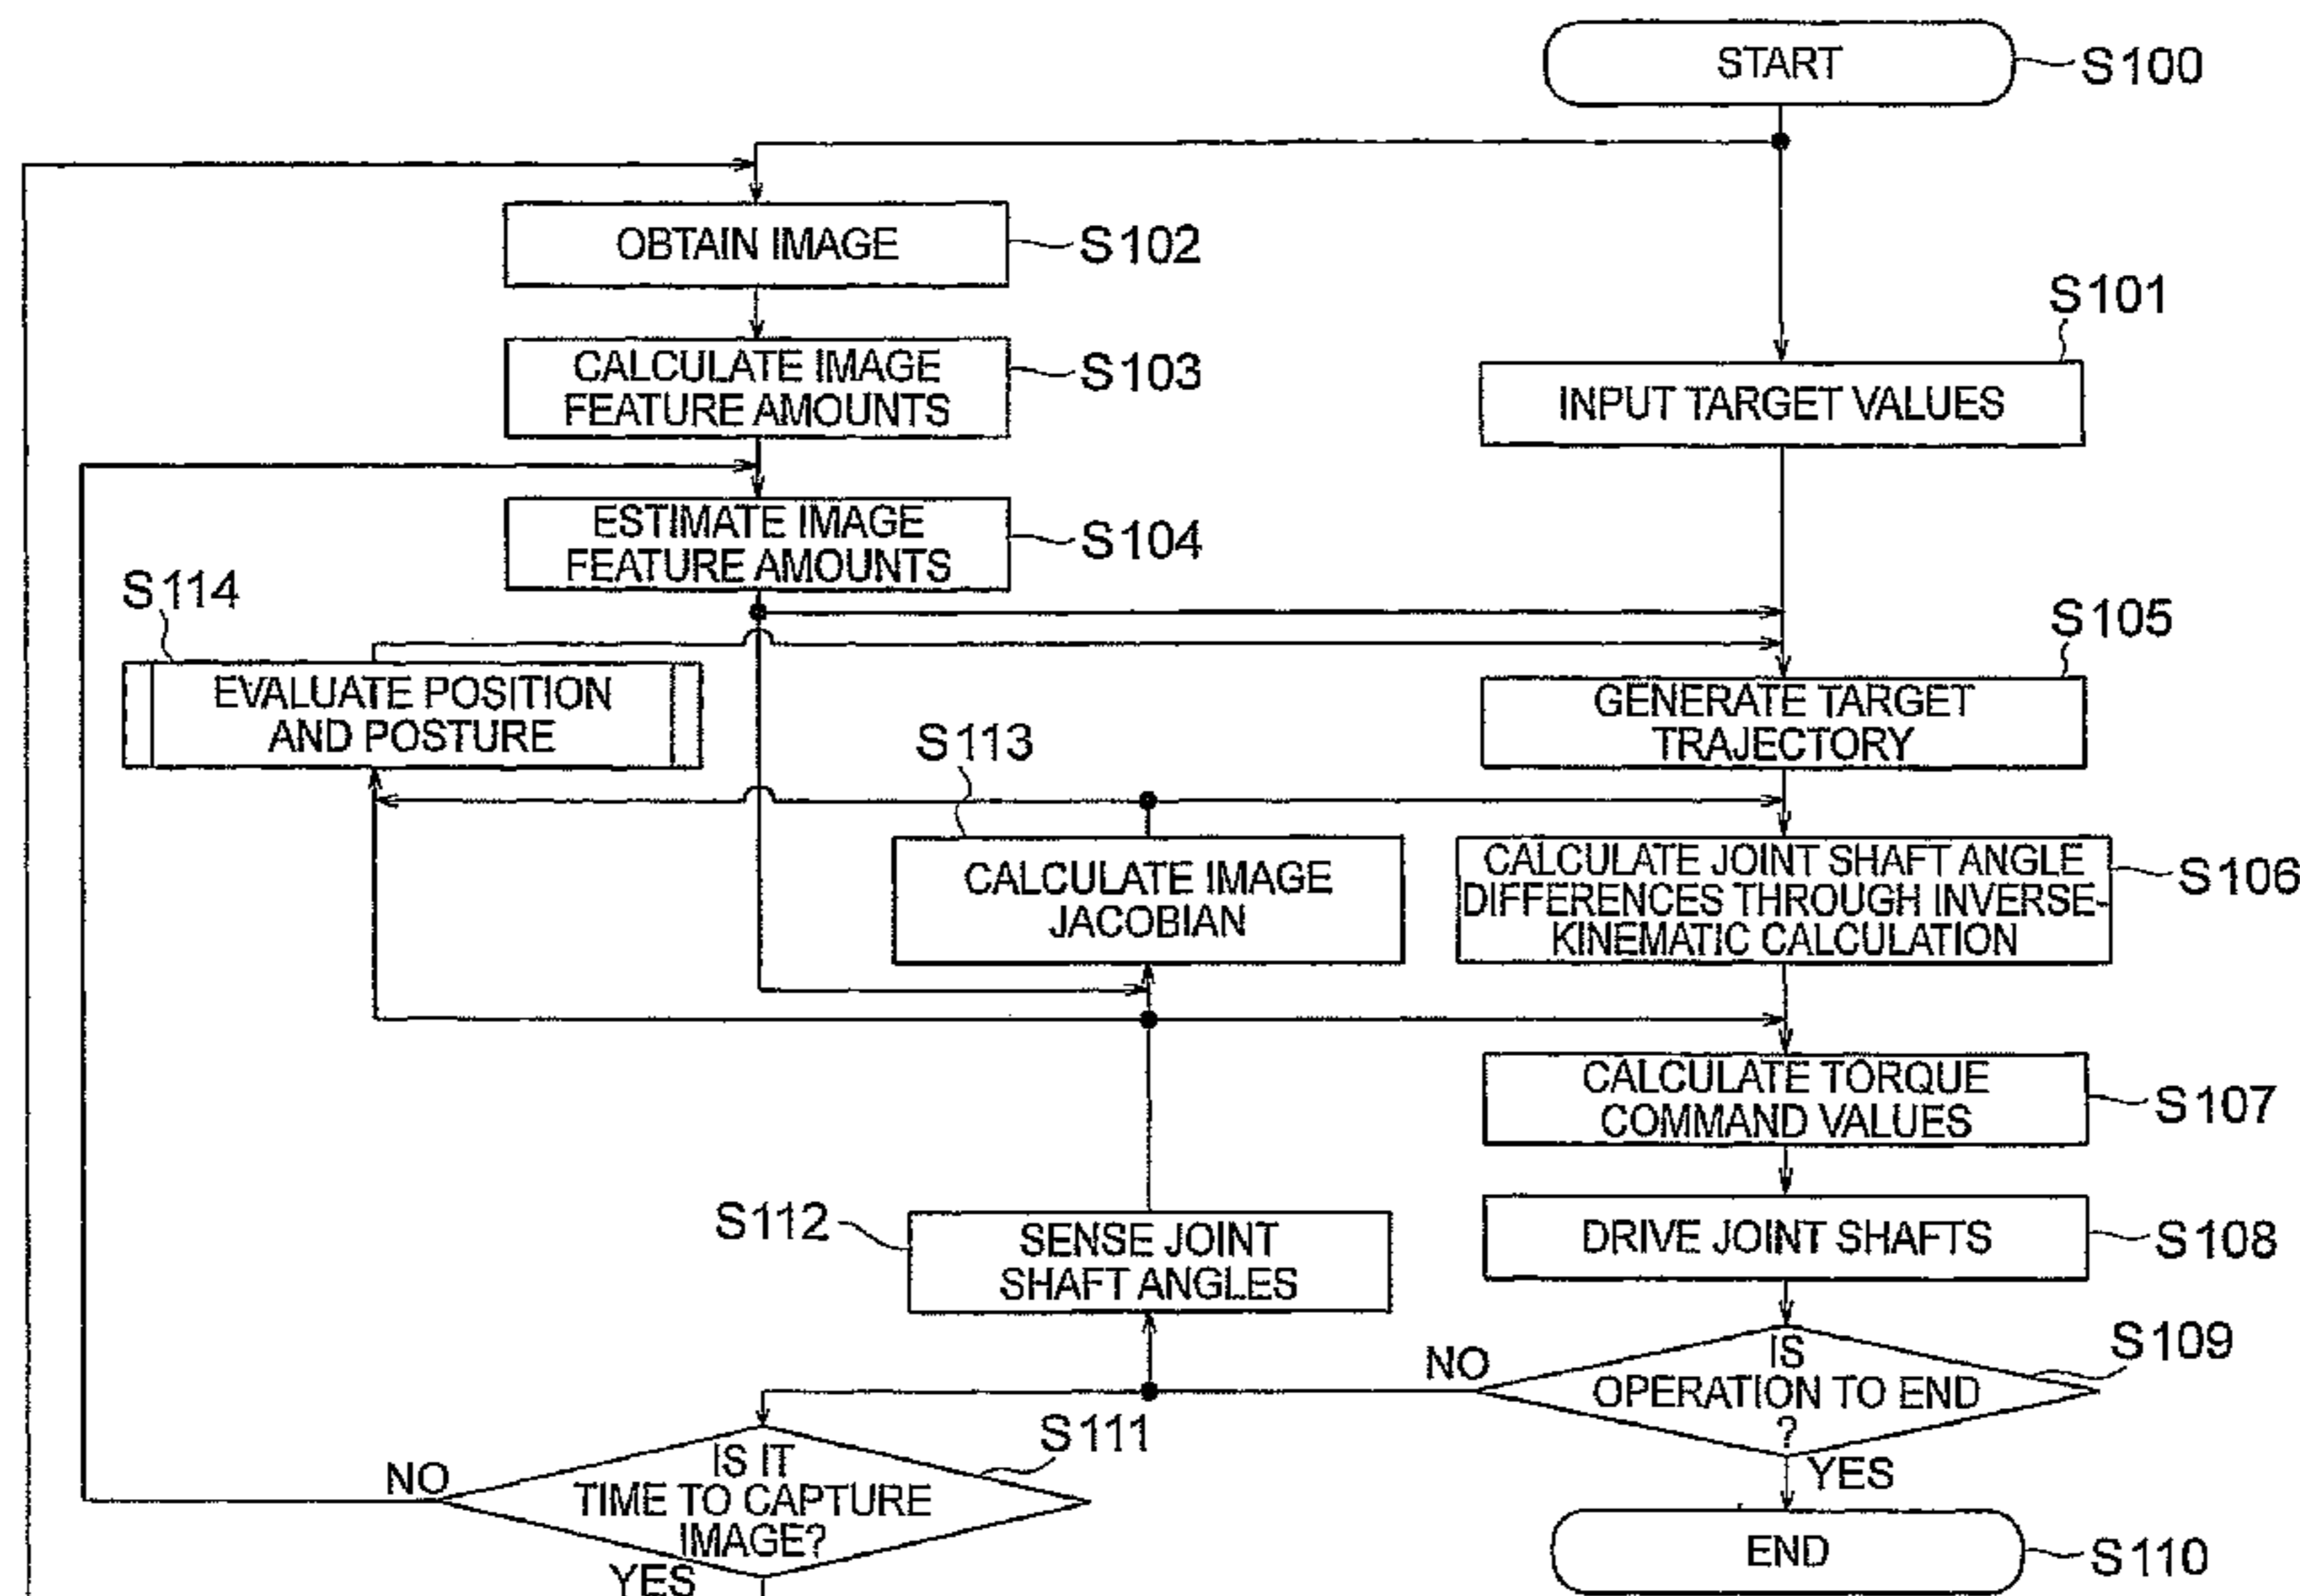 START
S100
OBTAIN IMAGE
S102
S101
CALCULATE IMAGE
FEATURE AMOUNTS
S103
INPUT TARGET VALUES
ESTIMATE IMAGE
FEATURE AMOUNTS
S104
S114
S105
EVALUATE POSITION
AND POSTURE
GENERATE TARGET
TRAJECTORY
S113
CALCULATE IMAGE
JACOBIAN
CALCULATE JOINT SHAFT ANGLE
DIFFERENCES THROUGH INVERSE-
KINEMATIC CALCULATION
S106
CALCULATE TORQUE
COMMAND VALUES
S107
S112
SENSE JOINT
SHAFT ANGLES
DRIVE JOINT SHAFTS
S108
S109
NO
IS
OPERATION TO END
?
YES
S111
NO
IS IT
TIME TO CAPTURE
IMAGE?
YES
END
S110